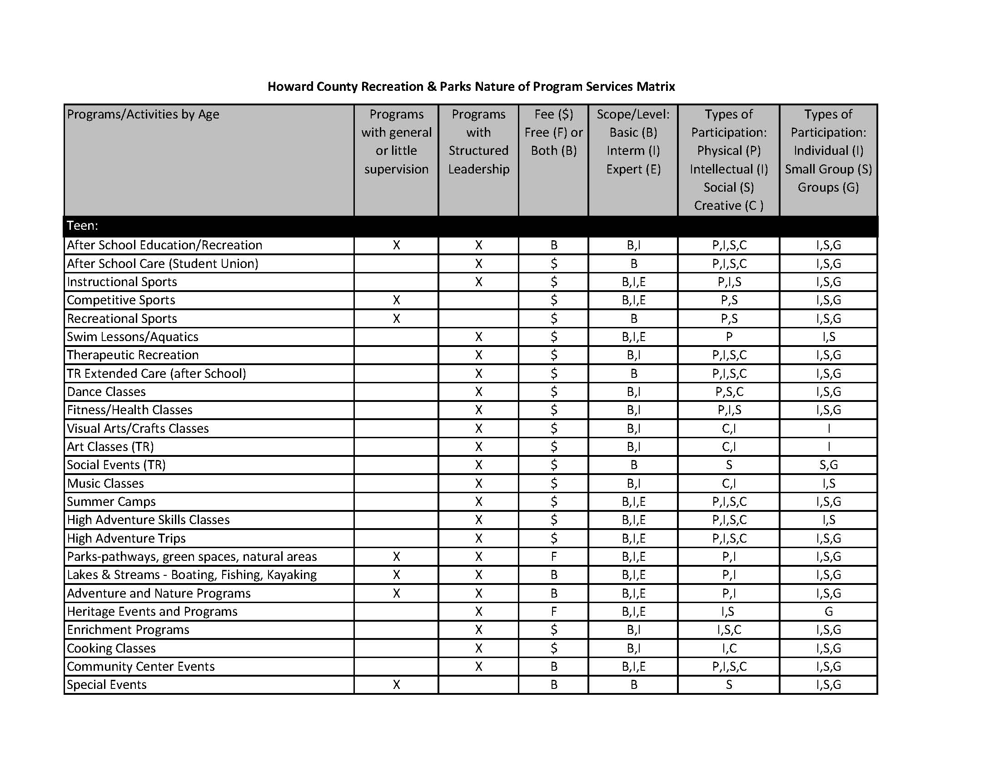 Howard County Recreation & Parks Nature of Program Services Matrix
Programs/Activities by Age
Programs
with general
or little
supervision
Programs
with
Structured
Leadership
Fee ($)
Free (F) or
Both (B)
Scope/Level:
Basic (B)
Interm (I)
Expert (E)
Types of
Participation:
Physical (P)
Intellectual (I)
Social (S)
Creative (C )
Types of
Participation:
Individual (I)
Small Group (S)
Groups (G)
Teen:
After School Education/Recreation X X B B,I P,I,S,C I,S,G
After School Care (Student Union) X $ B P,I,S,C I,S,G
Instructional Sports X $ B,I,E P,I,S I,S,G
Competitive Sports X $ B,I,E P,S I,S,G
Recreational Sports X $ B P,S I,S,G
Swim Lessons/Aquatics X $ B,I,E P I,S
Therapeutic Recreation X $ B,I P,I,S,C I,S,G
TR Extended Care (after School) X $ B P,I,S,C I,S,G
Dance Classes X $ B,I P,S,C I,S,G
Fitness/Health Classes X $ B,I P,I,S I,S,G
Visual Arts/Crafts Classes X $ B,I C,I I
Art Classes (TR) X $ B,I C,I I
Social Events (TR) X $ B S S,G
Music Classes X $ B,I C,I I,S
Summer Camps X $ B,I,E P,I,S,C I,S,G
High Adventure Skills Classes X $ B,I,E P,I,S,C I,S
High Adventure Trips X $ B,I,E P,I,S,C I,S,G
Parks-pathways, green spaces, natural areas X X F B,I,E P,I I,S,G
Lakes & Streams - Boating, Fishing, Kayaking X X B B,I,E P,I I,S,G
Adventure and Nature Programs X X B B,I,E P,I I,S,G
Heritage Events and Programs X F B,I,E I,S G
Enrichment Programs X $ B,I I,S,C I,S,G
Cooking Classes X $ B,I I,C I,S,G
Community Center Events X B B,I,E P,I,S,C I,S,G
Special Events X B B S I,S,G